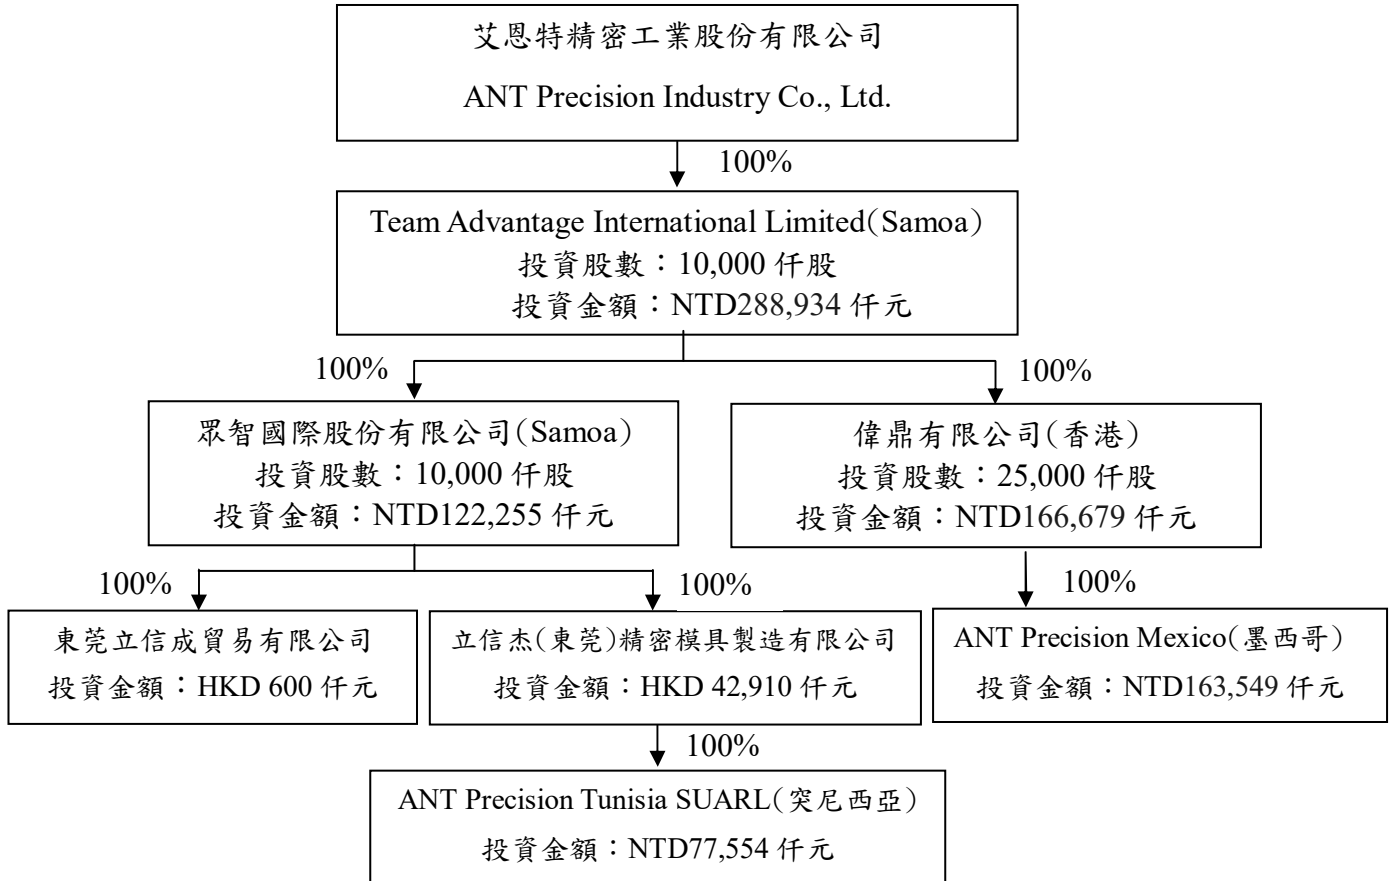 艾恩特精密工業股份有限公司
ANT Precision Industry Co., Ltd.
100%
Team Advantage International Limited(Samoa)
投資股數：10,000 仟股
投資金額：NTD288,934 仟元
100%
100%
眾智國際股份有限公司(Samoa)
投資股數：10,000 仟股
投資金額：NTD122,255 仟元
偉鼎有限公司(香港)
投資股數：25,000 仟股
投資金額：NTD166,679 仟元
100%
100%
100%
東莞立信成貿易有限公司
投資金額：HKD 600 仟元
立信杰(東莞)精密模具製造有限公司
投資金額：HKD 42,910 仟元
ANT Precision Mexico(墨西哥)
投資金額：NTD163,549 仟元
100%
ANT Precision Tunisia SUARL(突尼西亞)
投資金額：NTD77,554 仟元